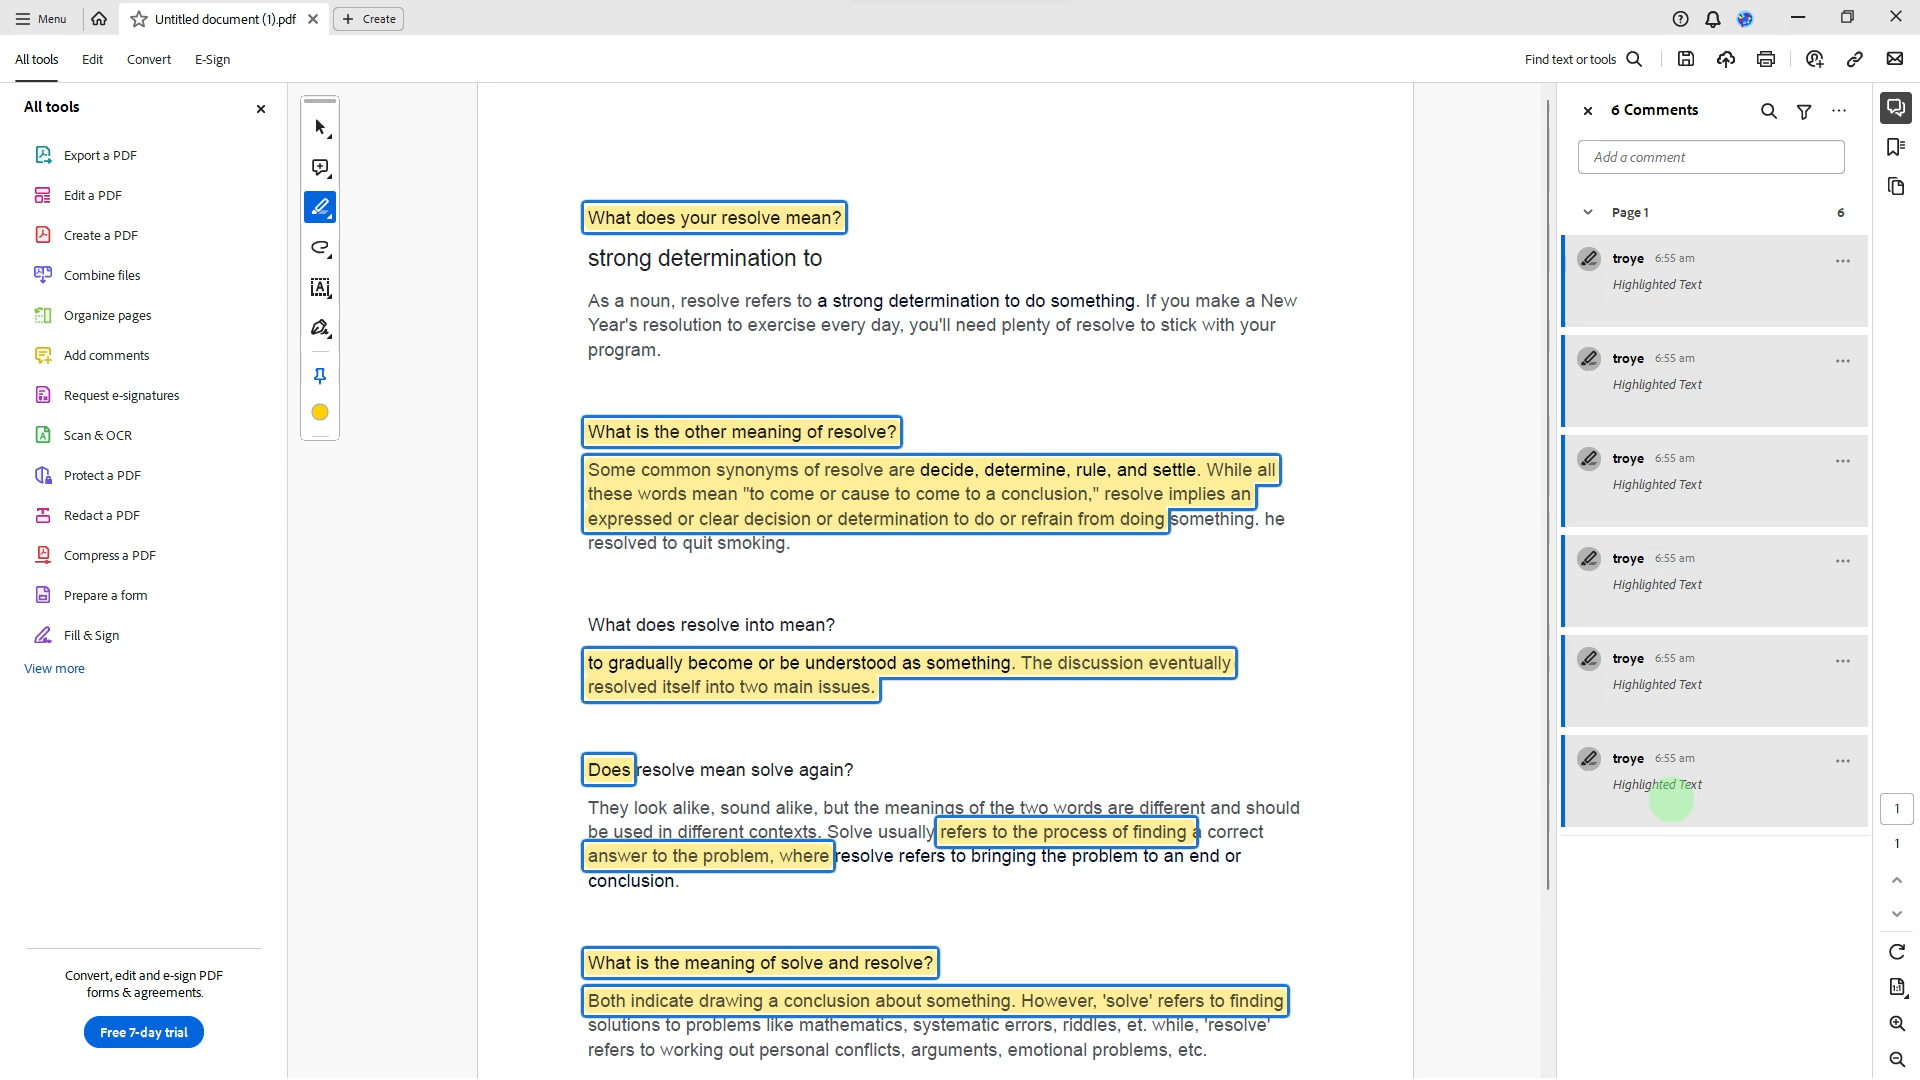 Menu
Untitled document (1).pdf
Create
All tools
Edit
Convert
E-Sign
Find text or tools
All tools
Export a PDF
Edit a PDF
Create a PDF
Combine files
Organize pages
Add comments
Request e-signatures
Scan & OCR
Protect a PDF
Redact a PDF
Compress a PDF
Prepare a form
Fill & Sign
View more
Convert, edit and e-sign PDF
forms & agreements.
Free 7-day trial
What does your resolve mean?
strong determination to
As a noun, resolve refers to a strong determination to do something. If you make a New
Year's resolution to exercise every day, you'll need plenty of resolve to stick with your
program.
What is the other meaning of resolve?
Some common synonyms of resolve are decide, determine, rule, and settle. While all
these words mean "to come or cause to come to a conclusion," resolve implies an
expressed or clear decision or determination to do or refrain from doing something. he
resolved to quit smoking.
What does resolve into mean?
to gradually become or be understood as something. The discussion eventually
resolved itself into two main issues.
Does resolve mean solve again?
They look alike, sound alike, but the meanings of the two words are different and should
be used in different contexts. Solve usually refers to the process of finding a correct
answer to the problem, where resolve refers to bringing the problem to an end or
conclusion.
What is the meaning of solve and resolve?
Both indicate drawing a conclusion about something. However, 'solve' refers to finding
solutions to problems like mathematics, systematic errors, riddles, et. while, 'resolve'
refers to working out personal conflicts, arguments, emotional problems, etc.
6 Comments
Add a comment
Page 1 6
troye 6:55 am
Highlighted Text
troye 6:55 am
Highlighted Text
troye 6:55 am
Highlighted Text
troye 6:55 am
Highlighted Text
troye 6:55 am
Highlighted Text
troye 6:55 am
Highlighted Text
1
1